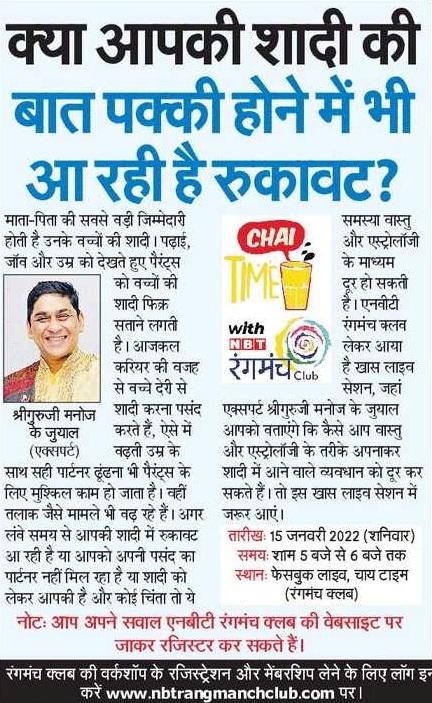 क्या आपकी शादी की
बात पक्की होने में भी
आ रही है रुकावट?
माता-पिता की सबसे बड़ी जिम्मेदारी
होती है उनके बच्चों की शादी। पढ़ाई,
जॉब और उम्र को देखते हुए पैरंट्स
को बच्चों की
शादी फिक्र
सताने लगती
है। आजकल
करियर की वजह
से बच्चे देरी से
शादी करना पसंद
करते हैं, ऐसे में
बढ़ती उम्र के
श्रीगुरुजी मनोज
के जुयाल
(एक्सपर्ट)
साथ सही पार्टनर ढूंढना भी पैरंट्स के
लिए मुश्किल काम हो जाता है। वहीं
तलाक जैसे मामले भी बढ़ रहे हैं। अगर
लंबे समय से आपकी शादी में रुकावट
आ रही है या आपको अपनी पसंद का
पार्टनर नहीं मिल रहा है या शादी को
लेकर आपकी है और कोई चिंता तो ये
CHAI
TIME
with
NBT
रंगमंच Club
समस्या वास्तु
और एस्ट्रोलॉजी
के माध्यम
दूर हो सकती
है। एनबीटी
रंगमंच क्लब
लेकर आया
है खास लाइव
सेशन, जहां
एक्सपर्ट श्रीगुरुजी मनोज के जुयाल
आपको बताएंगे कि कैसे आप वास्तु
और एस्ट्रोलॉजी के तरीके अपनाकर
शादी में आने वाले व्यवधान को दूर कर
सकते हैं। तो इस खास लाइव सेशन में
जरूर आएं।
तारीख: 15 जनवरी 2022 (शनिवार)
समय: शाम 5 बजे से 6 बजे तक
स्थान: फेसबुक लाइव, चाय टाइम
(रंगमंच क्लब)
नोट: आप अपने सवाल एनबीटी रंगमंच क्लब की वेबसाइट पर
जाकर रजिस्टर कर सकते हैं।
रंगमंच क्लब की वर्कशॉप के रजिस्ट्रेशन और मेंबरशिप लेने के लिए लॉग इन
करें www.nbtrangmanchclub.com पर।